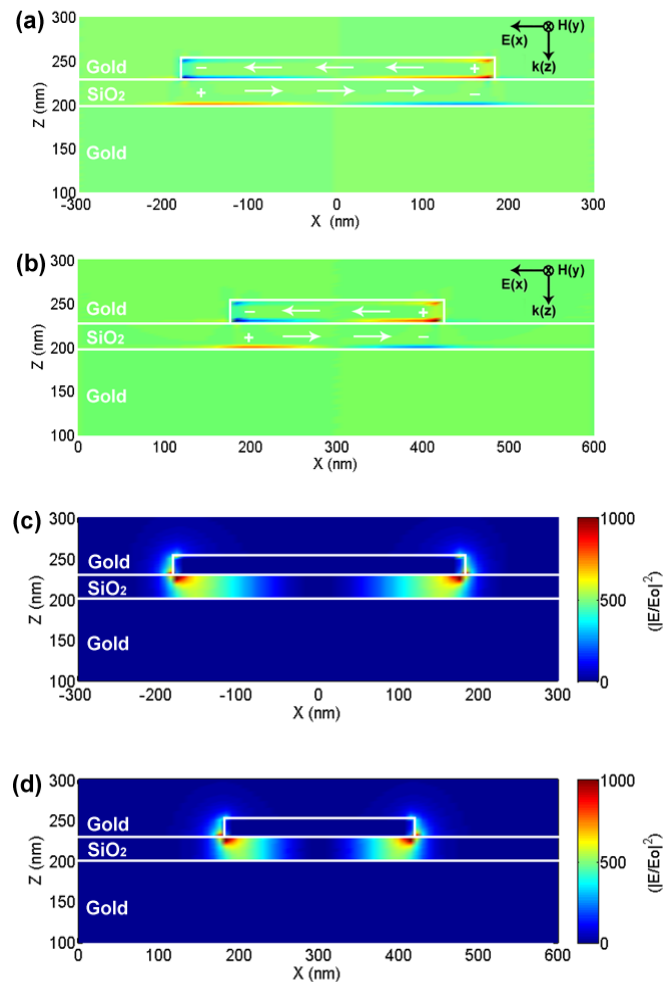 (a)
300
250
200
150
100
Z (nm)
Gold
SiO2
Gold
− +
+ −
E(x)
H(y)
k(z)
-300 -200 -100 0 100 200 300
X (nm)
(b)
300
250
200
150
100
Z (nm)
Gold
SiO2
Gold
− +
+ −
E(x)
H(y)
k(z)
0 100 200 300 400 500 600
X (nm)
(c)
300
250
200
150
100
Z (nm)
Gold
SiO2
Gold
-300 -200 -100 0 100 200 300
X (nm)
1000
500
0
(|E/Eo|²)
(d)
300
250
200
150
100
Z (nm)
Gold
SiO2
Gold
0 100 200 300 400 500 600
X (nm)
1000
500
0
(|E/Eo|²)